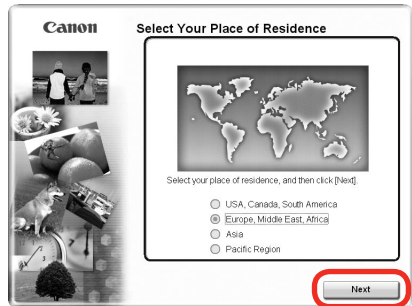 Canon
Select Your Place of Residence
Select your place of residence, and then click [Next].
USA, Canada, South America
Europe, Middle East, Africa
Asia
Pacific Region
Next